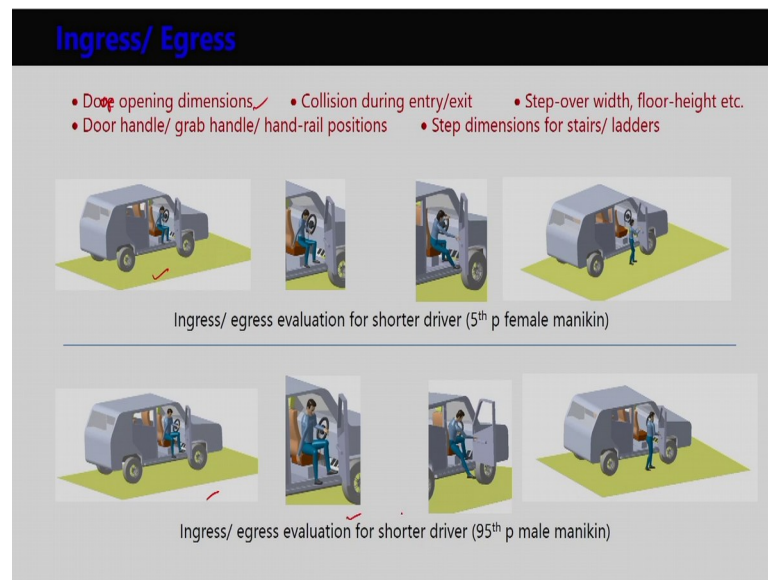 Ingress/ Egress
• Door opening dimensions • Collision during entry/exit • Step-over width, floor-height etc.
• Door handle/ grab handle/ hand-rail positions • Step dimensions for stairs/ ladders
Ingress/ egress evaluation for shorter driver (5th p female manikin)
Ingress/ egress evaluation for shorter driver (95th p male manikin)